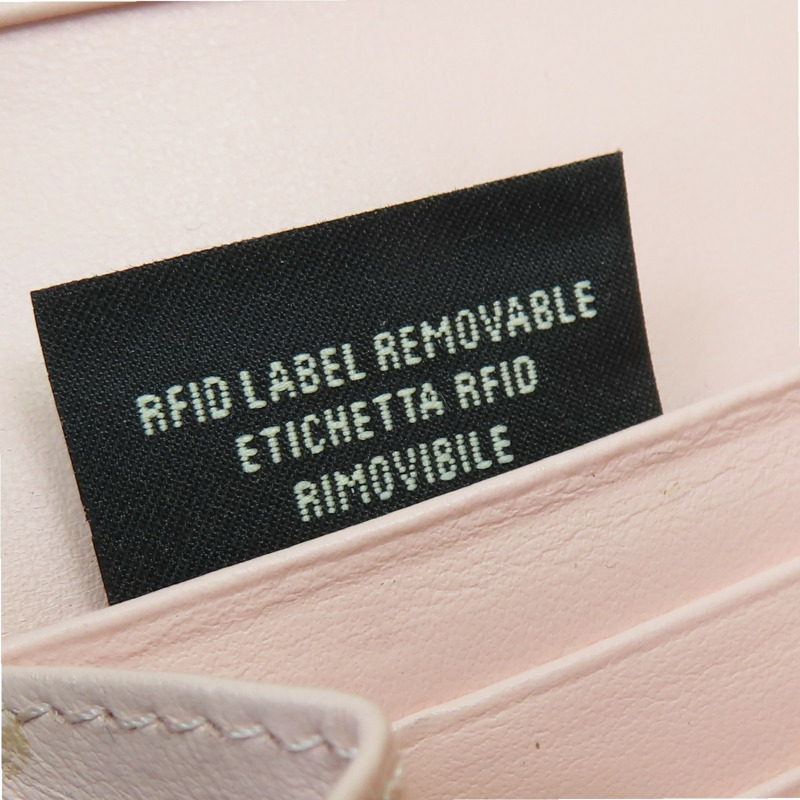 RFID LABEL REMOVABLE
ETICHETTA RFID
RIMOVIBILE